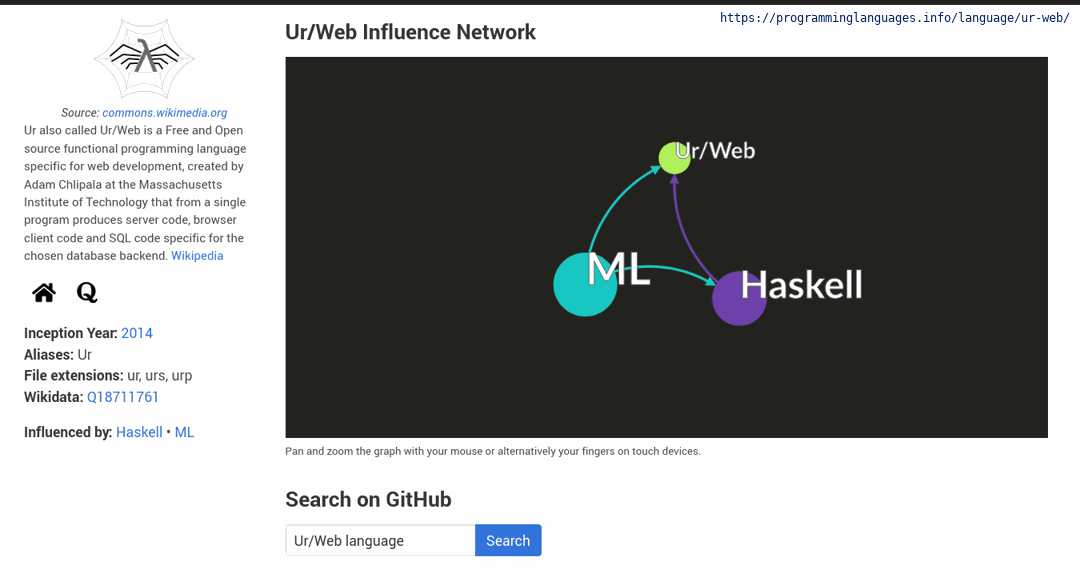 https://programminglanguages.info/language/ur-web/
Source: commons.wikimedia.org
Ur also called Ur/Web is a Free and Open
source functional programming language
specific for web development, created by
Adam Chlipala at the Massachusetts
Institute of Technology that from a single
program produces server code, browser
client code and SQL code specific for the
chosen database backend. Wikipedia
Q
Inception Year: 2014
Aliases: Ur
File extensions: ur, urs, urp
Wikidata: Q18711761
Influenced by: Haskell • ML
Ur/Web Influence Network
Ur/Web
ML
Haskell
Pan and zoom the graph with your mouse or alternatively your fingers on touch devices.
Search on GitHub
Ur/Web language
Search